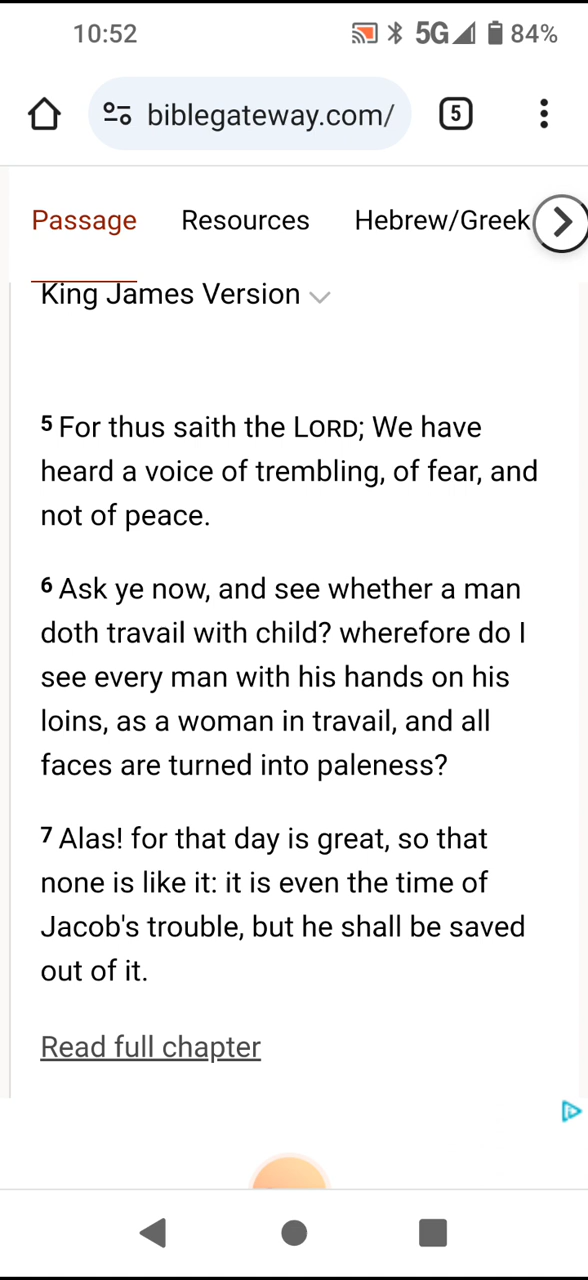 10:52
5G 84%
biblegateway.com/
5
Passage Resources Hebrew/Greek
King James Version
5 For thus saith the LORD; We have
heard a voice of trembling, of fear, and
not of peace.
6 Ask ye now, and see whether a man
doth travail with child? wherefore do I
see every man with his hands on his
loins, as a woman in travail, and all
faces are turned into paleness?
7 Alas! for that day is great, so that
none is like it: it is even the time of
Jacob's trouble, but he shall be saved
out of it.
Read full chapter